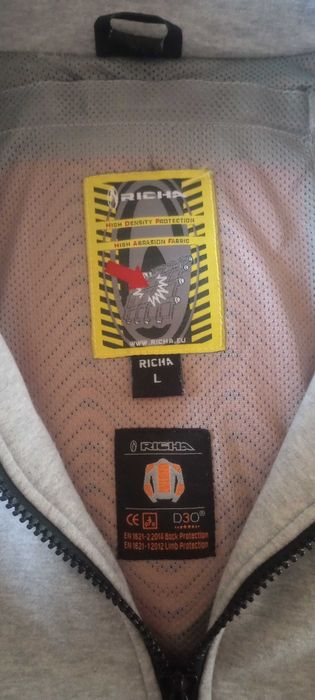 RICHA
HIGH DENSITY PROTECTION
HIGH ABRASION FABRIC
WWW.RICHA.EU
RICHA
L
RICHA
CE D3O®
EN 1621-2 2014 Back Protection
EN 1621-1 2012 Limb Protection